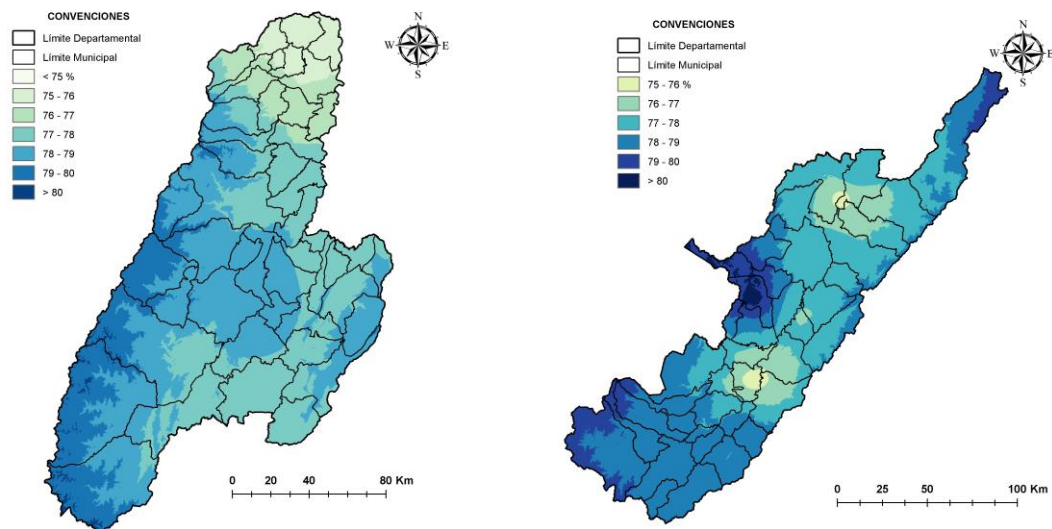 CONVENCIONES
Límite Departamental
Límite Municipal
< 75 %
75 - 76
76 - 77
77 - 78
78 - 79
79 - 80
> 80
N
W E
S
0 20 40 80 Km
CONVENCIONES
Límite Departamental
Límite Municipal
75 - 76 %
76 - 77
77 - 78
78 - 79
79 - 80
> 80
N
W E
S
0 25 50 100 Km